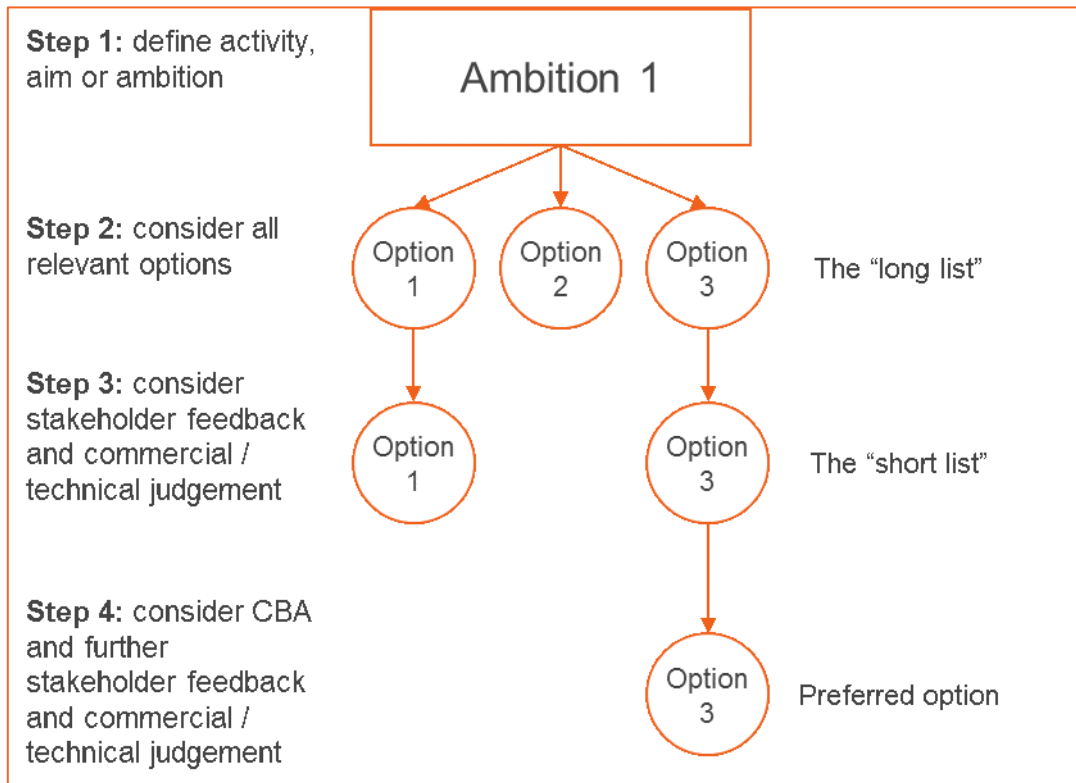 Step 1: define activity,
aim or ambition
Ambition 1
Step 2: consider all
relevant options
Option
1
Option
2
Option
3
The “long list”
Step 3: consider
stakeholder feedback
and commercial /
technical judgement
Option
1
Option
3
The “short list”
Step 4: consider CBA
and further
stakeholder feedback
and commercial /
technical judgement
Option
3
Preferred option